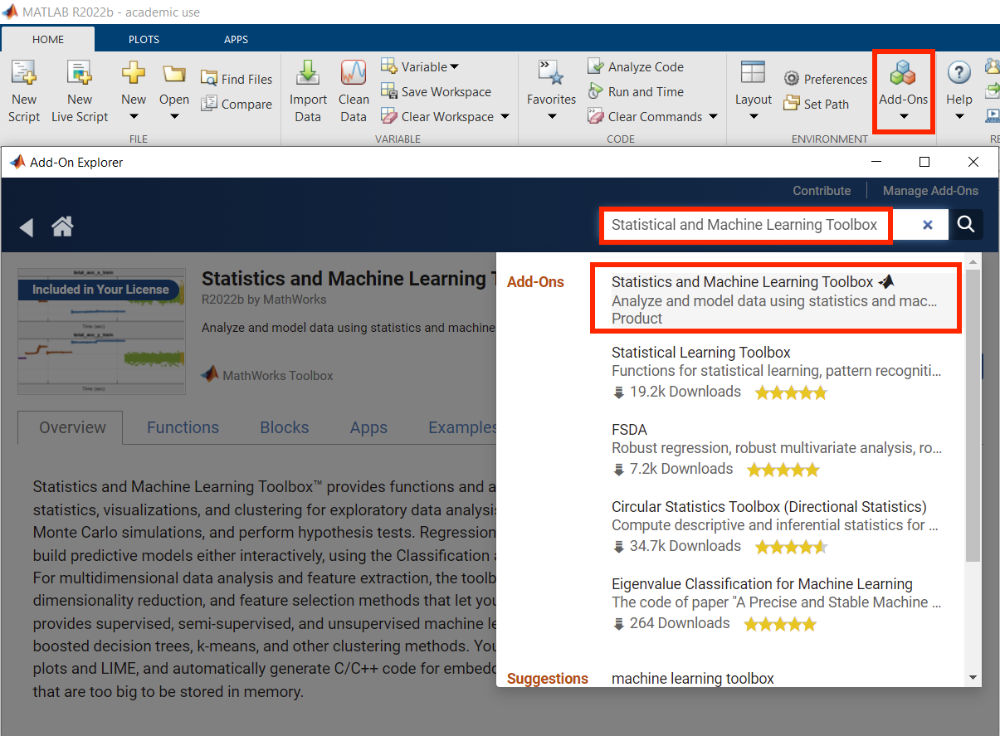 MATLAB R2022b - academic use
HOME
PLOTS
APPS
New Script
New Live Script
New
Open
Find Files
Compare
FILE
Import Data
Clean Data
Variable
Save Workspace
Clear Workspace
VARIABLE
Favorites
Analyze Code
Run and Time
Clear Commands
CODE
Layout
Preferences
Set Path
ENVIRONMENT
Add-Ons
Help
RE
Add-On Explorer
Contribute
Manage Add-Ons
Statistical and Machine Learning Toolbox
total_acc_x_train
Included in Your License
Time (sec)
total_acc_y_train
Time (sec)
Statistics and Machine Learning T
R2022b by MathWorks
Analyze and model data using statistics and machine
MathWorks Toolbox
Overview
Functions
Blocks
Apps
Examples
Statistics and Machine Learning Toolbox™ provides functions and a
statistics, visualizations, and clustering for exploratory data analysis
Monte Carlo simulations, and perform hypothesis tests. Regression
build predictive models either interactively, using the Classification a
For multidimensional data analysis and feature extraction, the toolb
dimensionality reduction, and feature selection methods that let you
provides supervised, semi-supervised, and unsupervised machine le
boosted decision trees, k-means, and other clustering methods. You
plots and LIME, and automatically generate C/C++ code for embedd
that are too big to be stored in memory.
Add-Ons
Statistics and Machine Learning Toolbox
Analyze and model data using statistics and mac...
Product
Statistical Learning Toolbox
Functions for statistical learning, pattern recogniti...
19.2k Downloads
FSDA
Robust regression, robust multivariate analysis, ro...
7.2k Downloads
Circular Statistics Toolbox (Directional Statistics)
Compute descriptive and inferential statistics for ...
34.7k Downloads
Eigenvalue Classification for Machine Learning
The code of paper "A Precise and Stable Machine ...
264 Downloads
Suggestions
machine learning toolbox